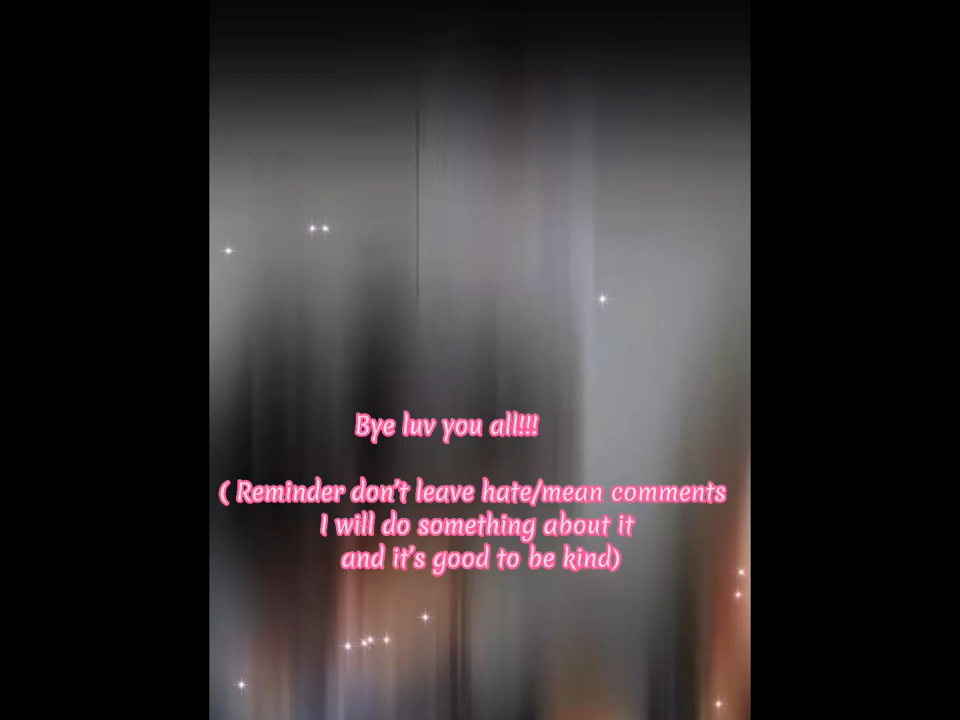 Bye luv you all!!!
( Reminder don't leave hate/mean comments
I will do something about it
and it's good to be kind)